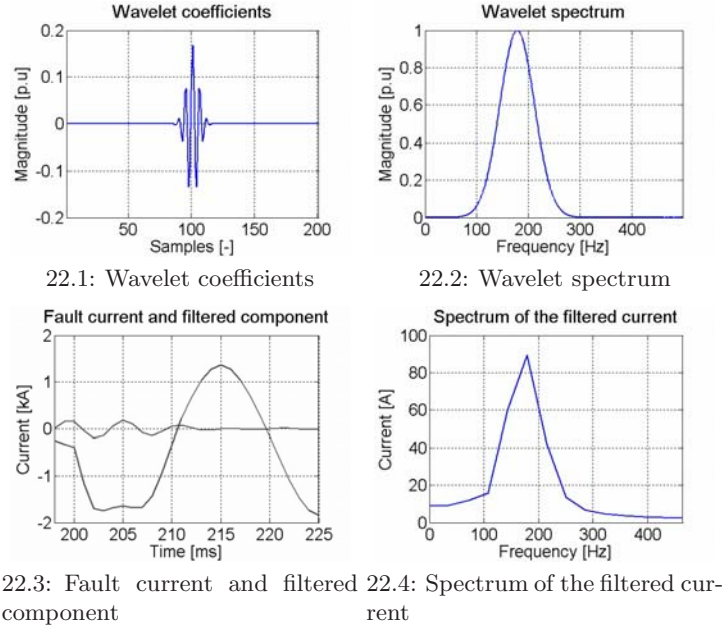 Wavelet coefficients
Magnitude [p.u]
0.2
0.1
0
-0.1
-0.2
50
100
150
200
Samples [-]
22.1: Wavelet coefficients
Wavelet spectrum
Magnitude [p.u]
1
0.8
0.6
0.4
0.2
0
0
100
200
300
400
Frequency [Hz]
22.2: Wavelet spectrum
Fault current and filtered component
Current [kA]
2
1
0
-1
-2
200
205
210
215
220
225
Time [ms]
22.3: Fault current and filtered
component
Spectrum of the filtered current
Current [A]
100
80
60
40
20
0
0
100
200
300
400
Frequency [Hz]
22.4: Spectrum of the filtered cur-
rent